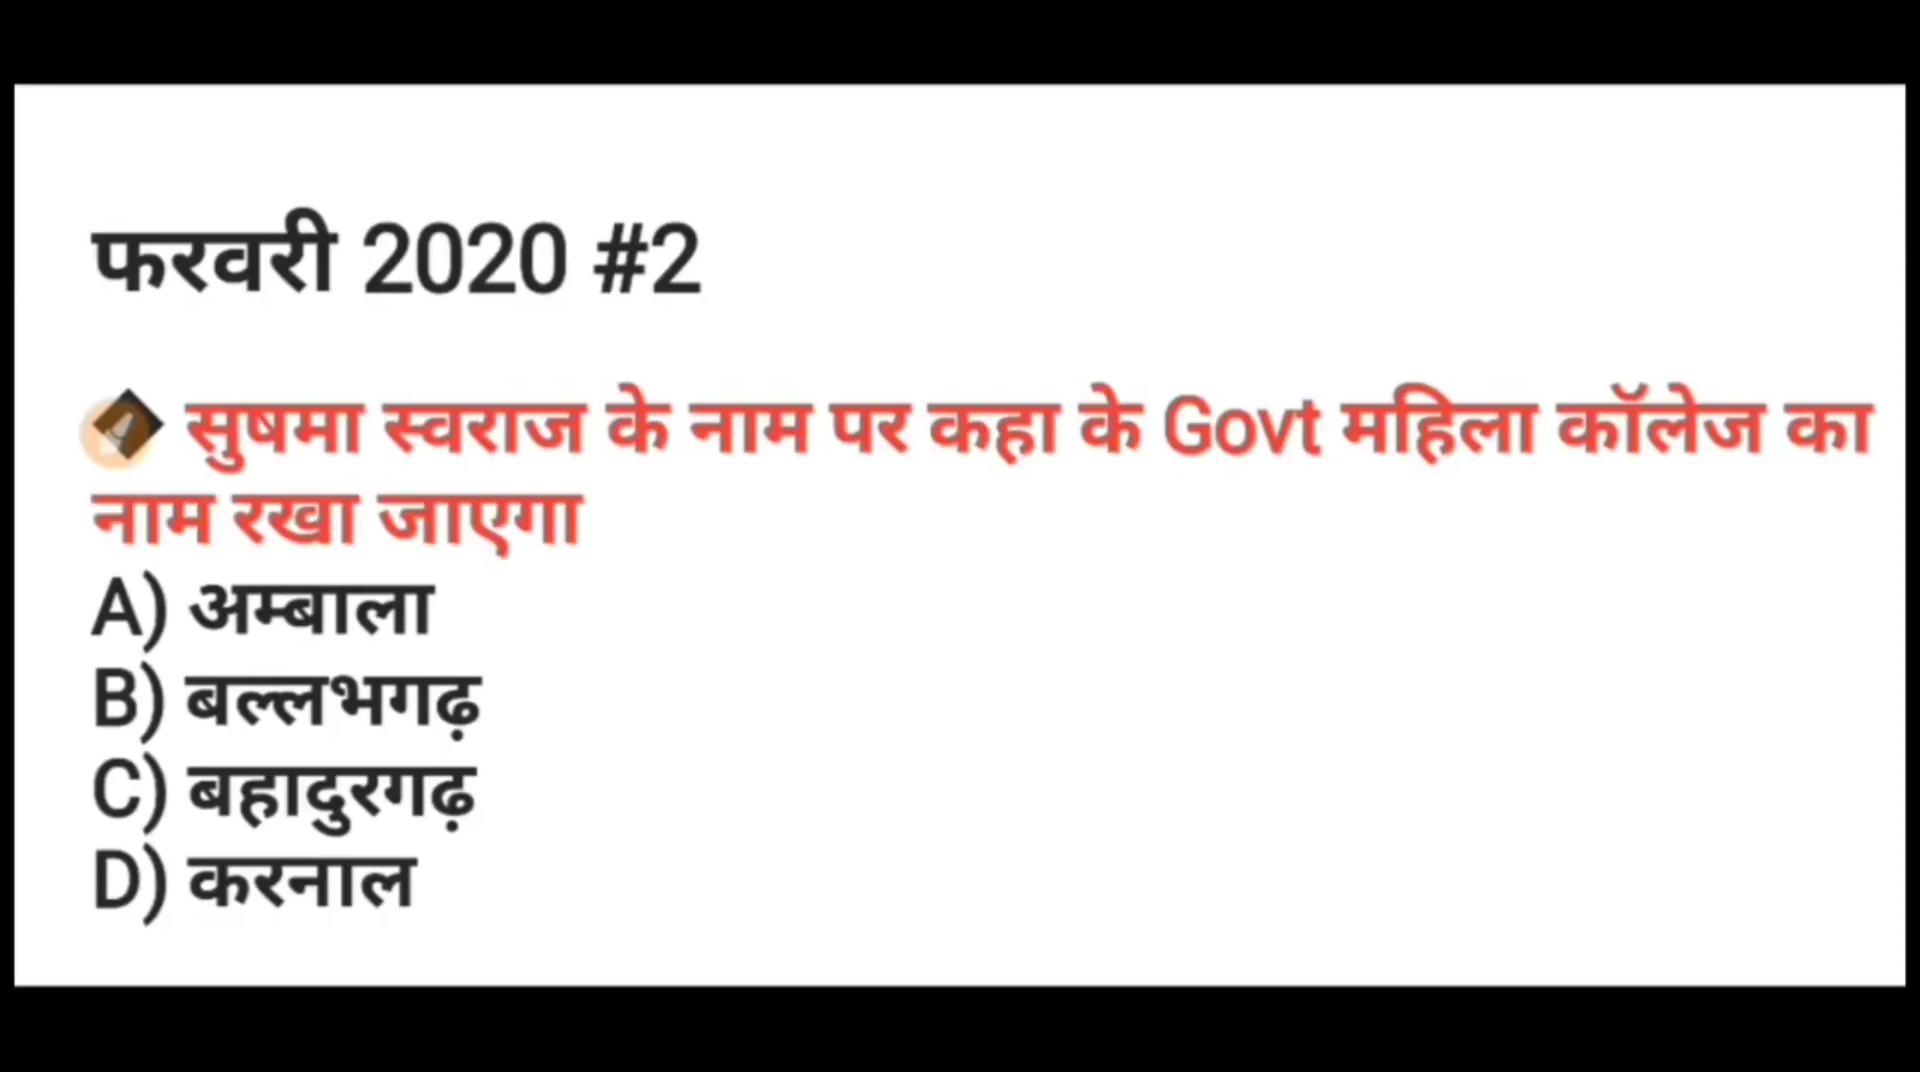 फरवरी 2020 #2
सुषमा स्वराज के नाम पर कहा के Govt महिला कॉलेज का
नाम रखा जाएगा
A) अम्बाला
B) बल्लभगढ़
C) बहादुरगढ़
D) करनाल